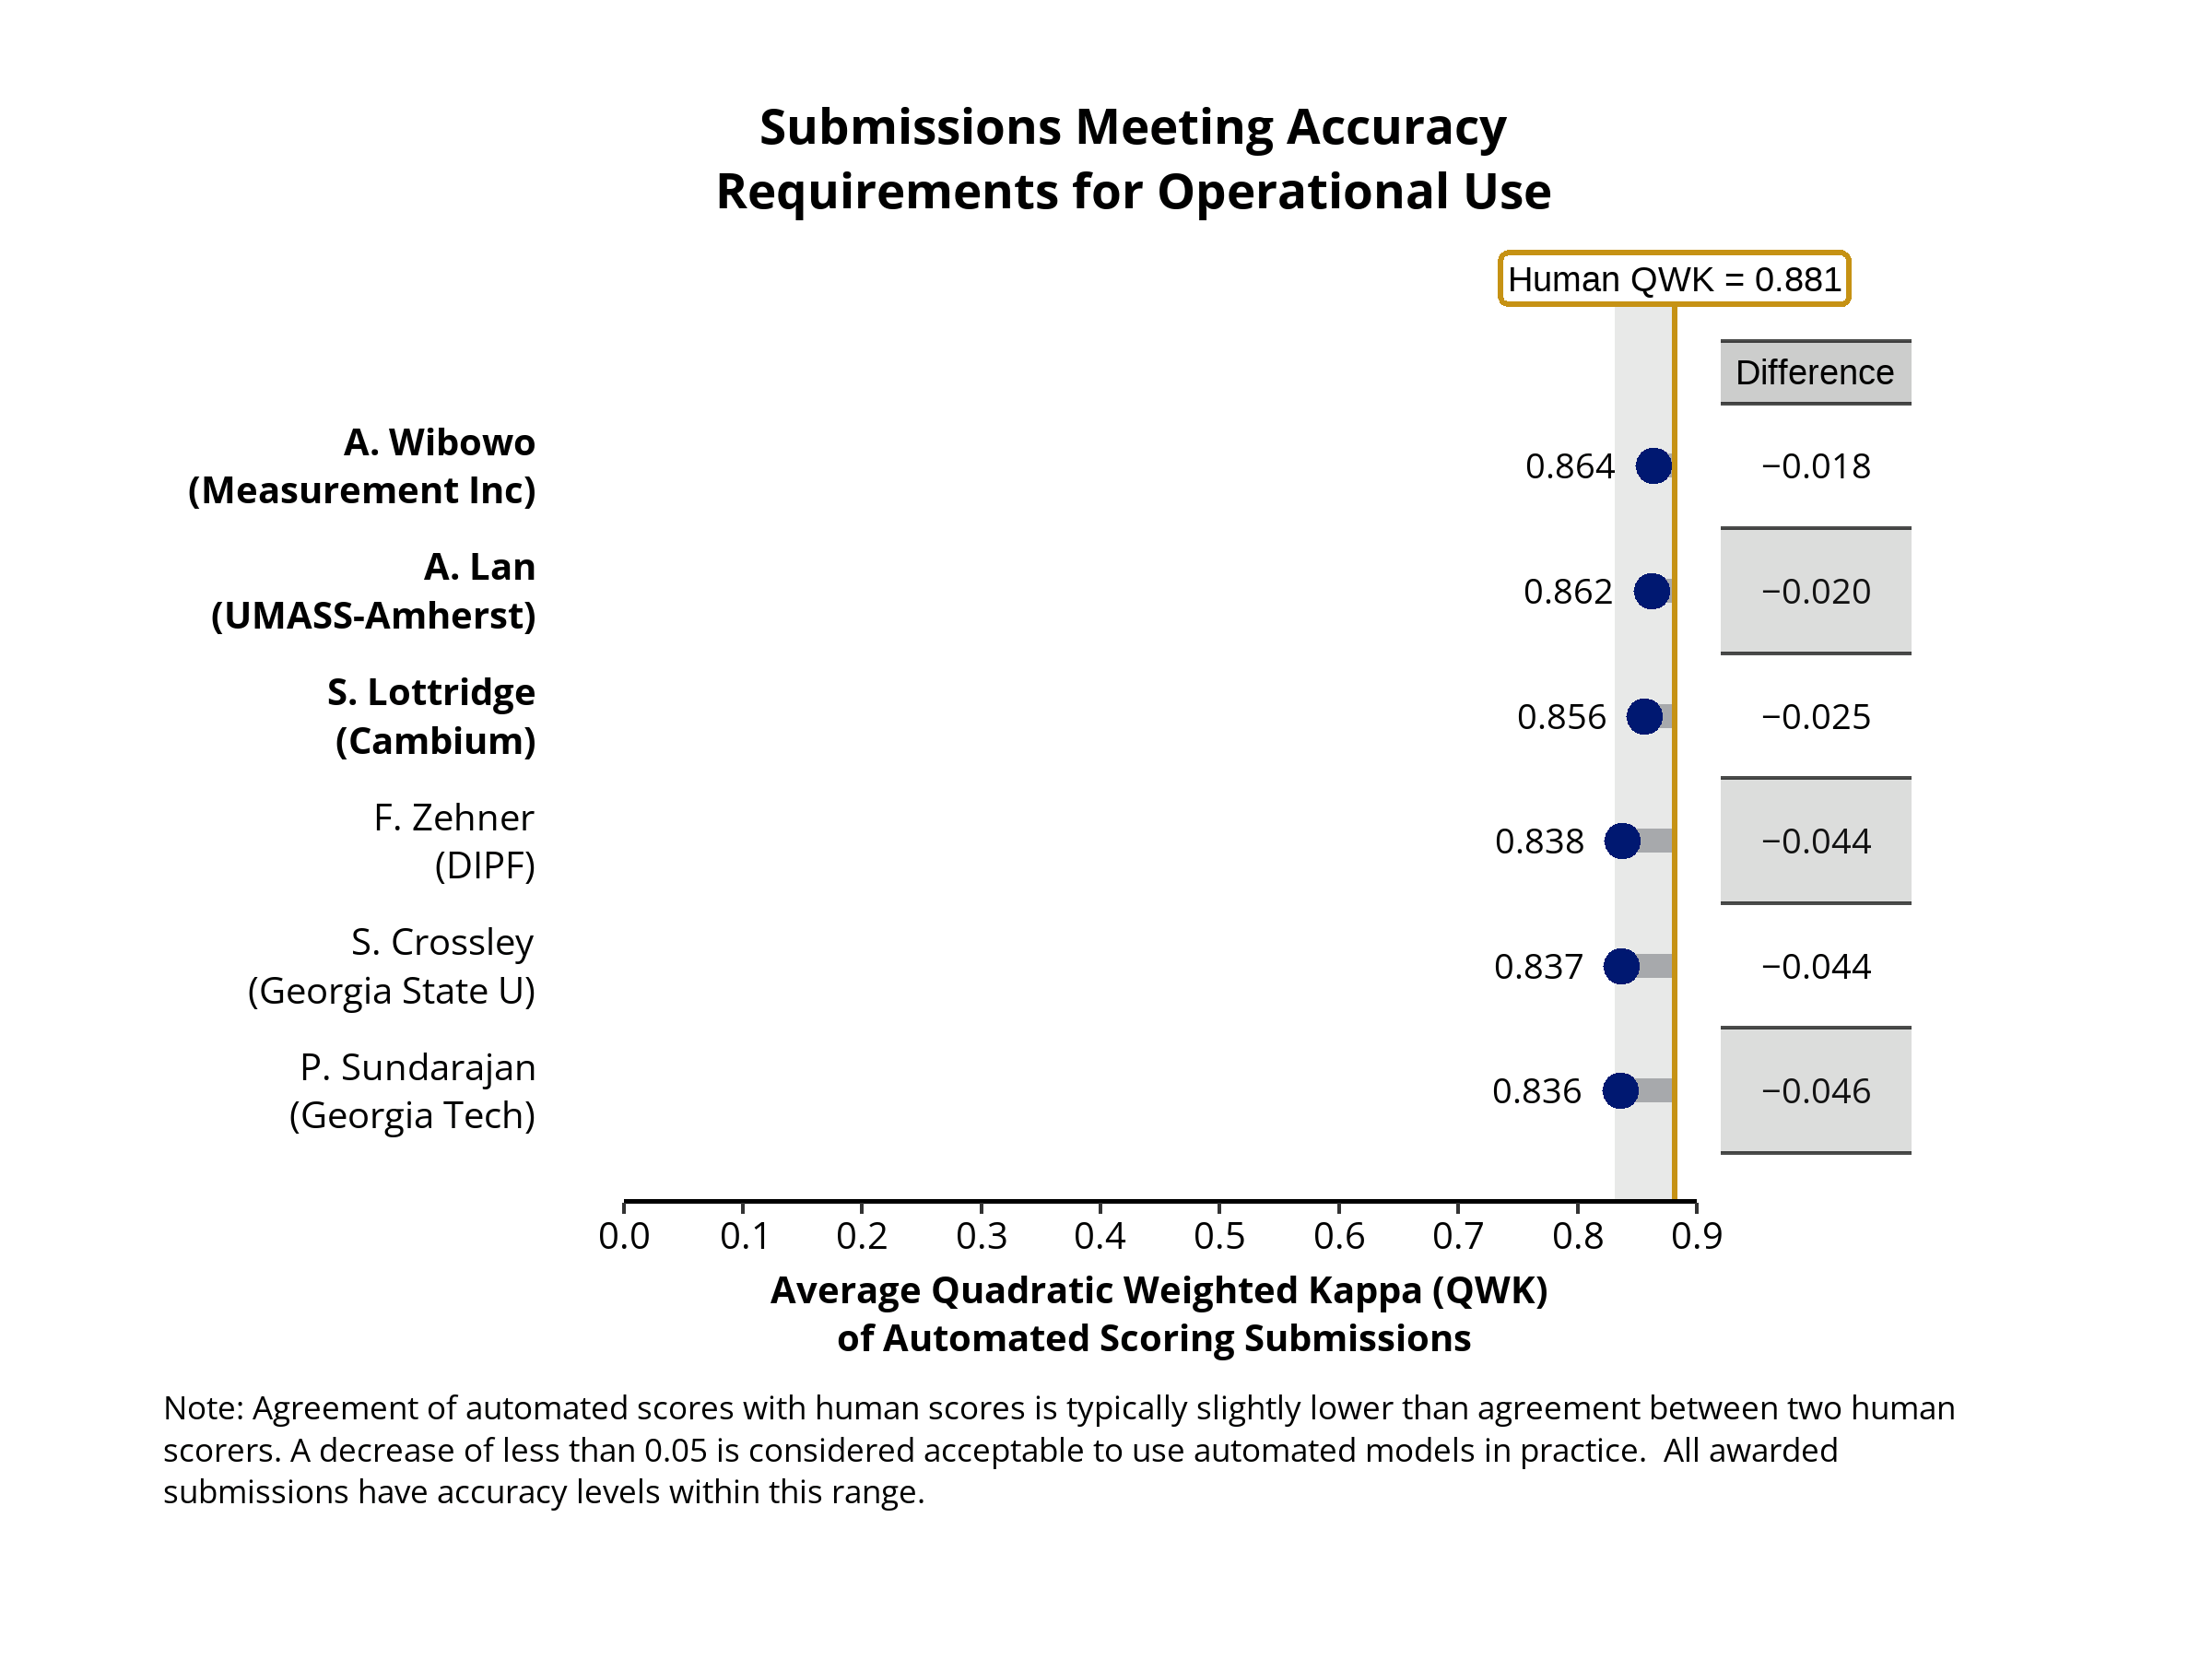 Submissions Meeting Accuracy
Requirements for Operational Use
Human QWK = 0.881
Difference
A. Wibowo
(Measurement Inc)
0.864
−0.018
A. Lan
(UMASS-Amherst)
0.862
−0.020
S. Lottridge
(Cambium)
0.856
−0.025
F. Zehner
(DIPF)
0.838
−0.044
S. Crossley
(Georgia State U)
0.837
−0.044
P. Sundarajan
(Georgia Tech)
0.836
−0.046
0.0 0.1 0.2 0.3 0.4 0.5 0.6 0.7 0.8 0.9
Average Quadratic Weighted Kappa (QWK)
of Automated Scoring Submissions
Note: Agreement of automated scores with human scores is typically slightly lower than agreement between two human
scorers. A decrease of less than 0.05 is considered acceptable to use automated models in practice.  All awarded
submissions have accuracy levels within this range.